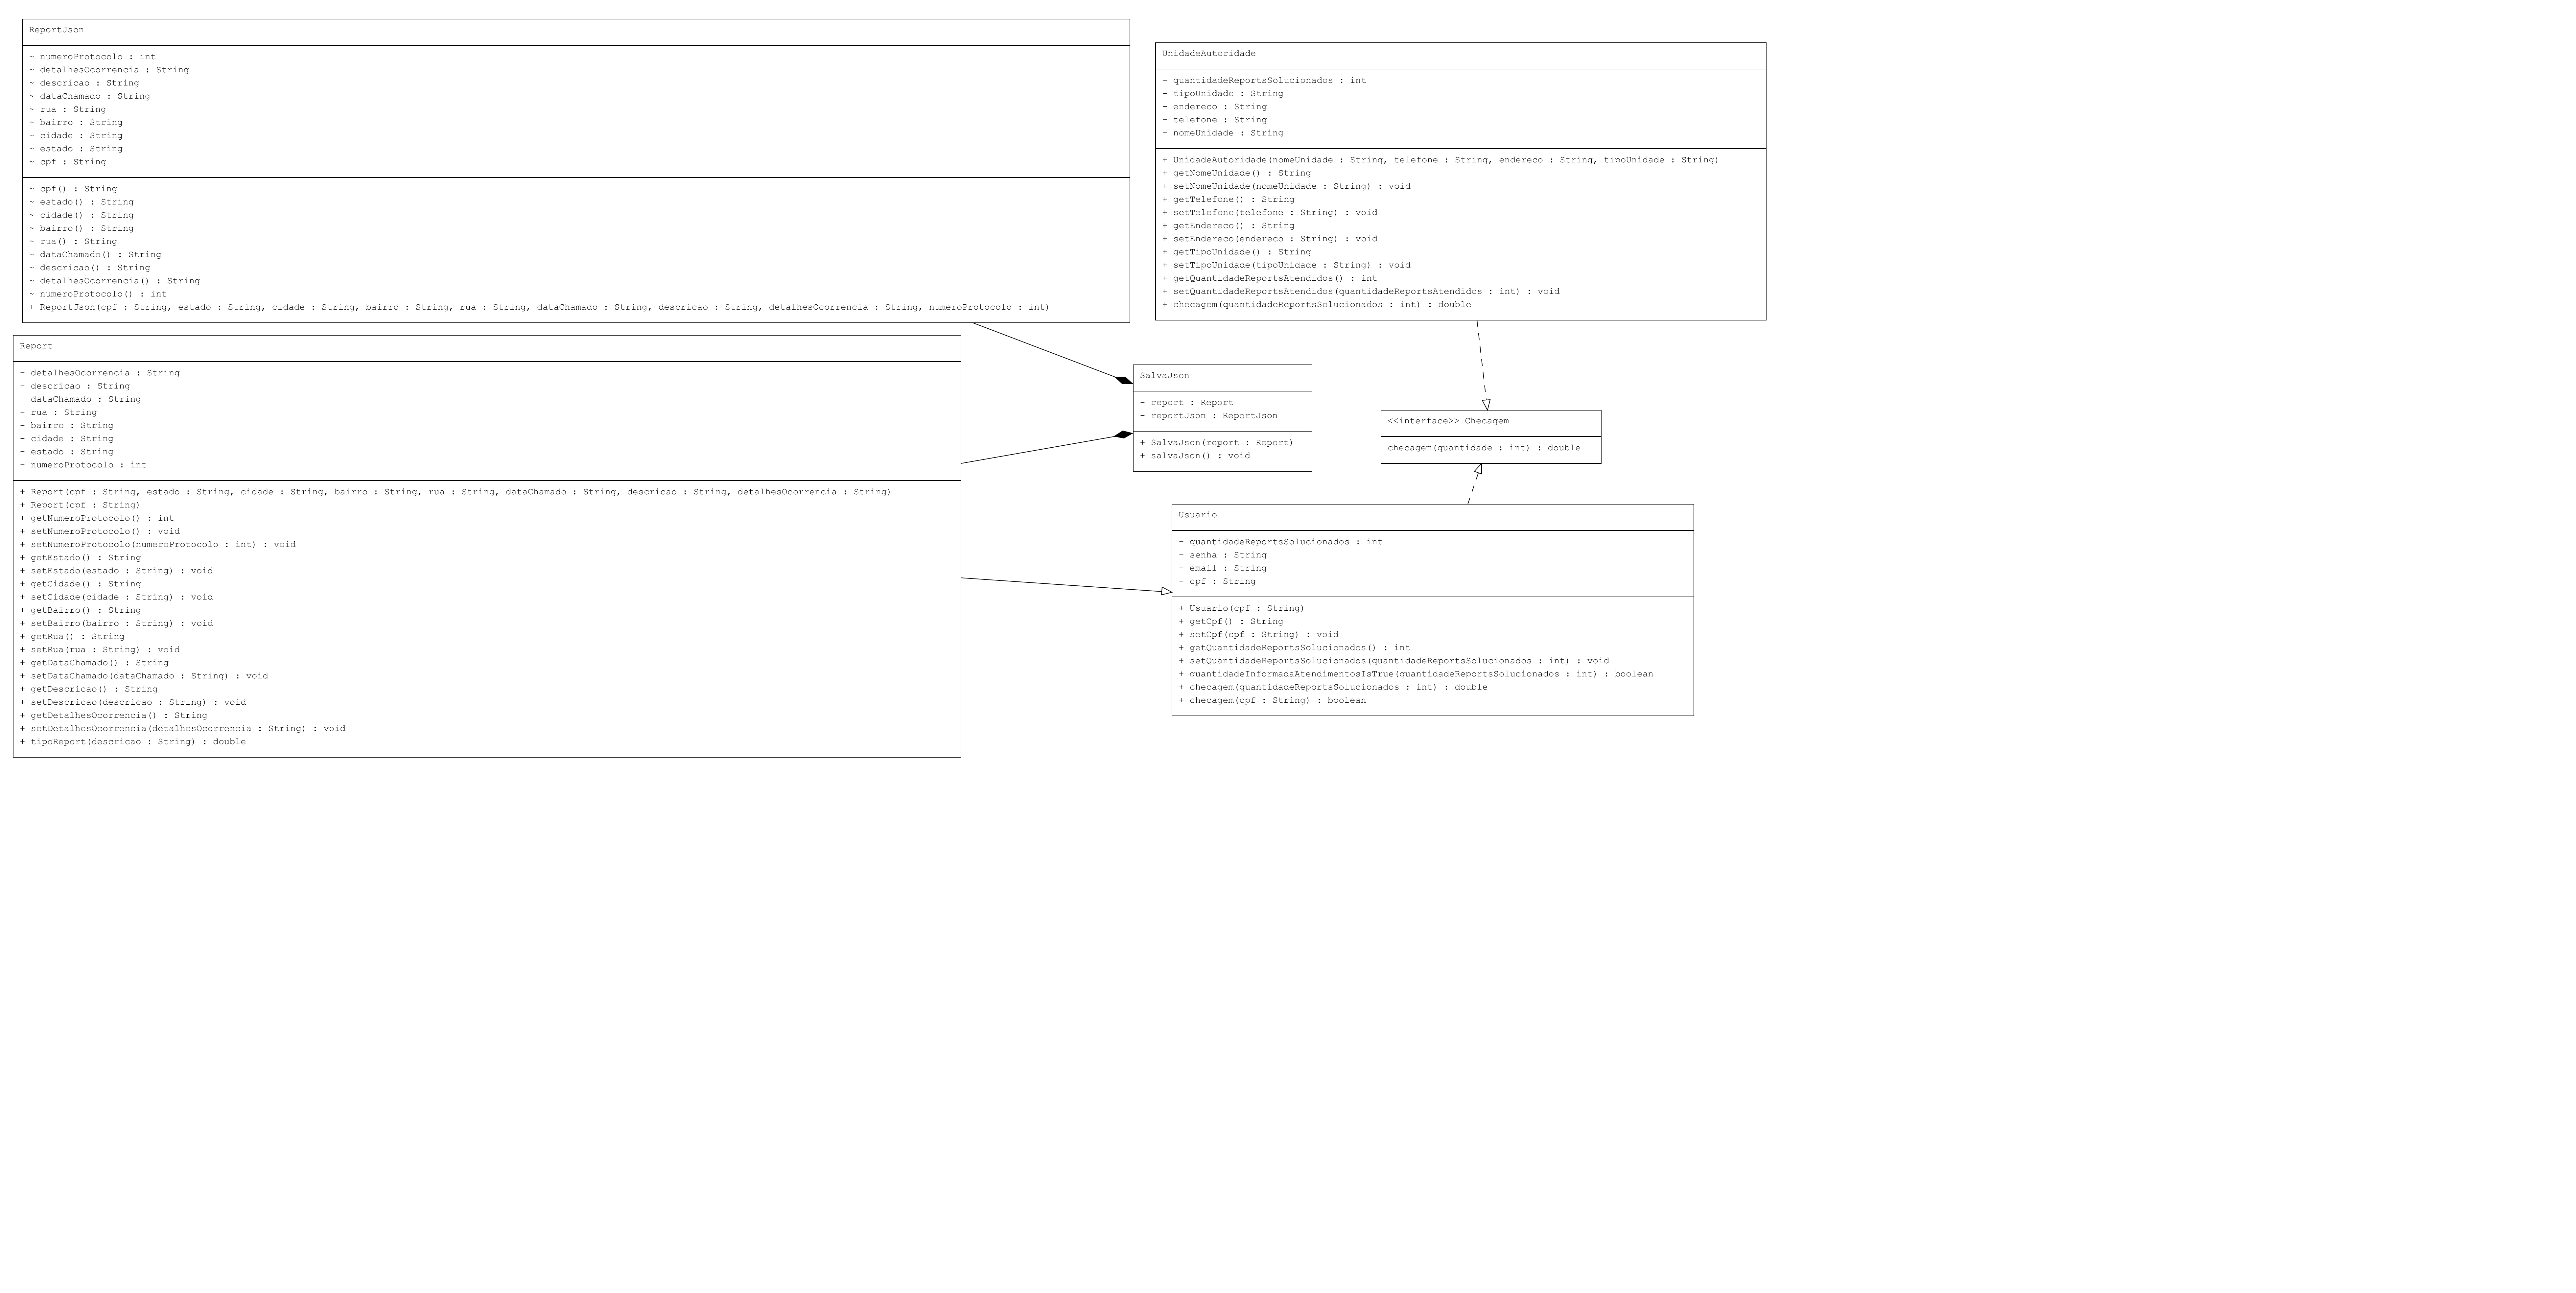 ReportJson
~ numeroProtocolo : int
~ detalhesOcorrencia : String
~ descricao : String
~ dataChamado : String
~ rua : String
~ bairro : String
~ cidade : String
~ estado : String
~ cpf : String
~ cpf() : String
~ estado() : String
~ cidade() : String
~ bairro() : String
~ rua() : String
~ dataChamado() : String
~ descricao() : String
~ detalhesOcorrencia() : String
~ numeroProtocolo() : int
+ ReportJson(cpf : String, estado : String, cidade : String, bairro : String, rua : String, dataChamado : String, descricao : String, detalhesOcorrencia : String, numeroProtocolo : int)
UnidadeAutoridade
- quantidadeReportsSolucionados : int
- tipoUnidade : String
- endereco : String
- telefone : String
- nomeUnidade : String
+ UnidadeAutoridade(nomeUnidade : String, telefone : String, endereco : String, tipoUnidade : String)
+ getNomeUnidade() : String
+ setNomeUnidade(nomeUnidade : String) : void
+ getTelefone() : String
+ setTelefone(telefone : String) : void
+ getEndereco() : String
+ setEndereco(endereco : String) : void
+ getTipoUnidade() : String
+ setTipoUnidade(tipoUnidade : String) : void
+ getQuantidadeReportsAtendidos() : int
+ setQuantidadeReportsAtendidos(quantidadeReportsAtendidos : int) : void
+ checagem(quantidadeReportsSolucionados : int) : double
Report
- detalhesOcorrencia : String
- descricao : String
- dataChamado : String
- rua : String
- bairro : String
- cidade : String
- estado : String
- numeroProtocolo : int
+ Report(cpf : String, estado : String, cidade : String, bairro : String, rua : String, dataChamado : String, descricao : String, detalhesOcorrencia : String)
+ Report(cpf : String)
+ getNumeroProtocolo() : int
+ setNumeroProtocolo() : void
+ setNumeroProtocolo(numeroProtocolo : int) : void
+ getEstado() : String
+ setEstado(estado : String) : void
+ getCidade() : String
+ setCidade(cidade : String) : void
+ getBairro() : String
+ setBairro(bairro : String) : void
+ getRua() : String
+ setRua(rua : String) : void
+ getDataChamado() : String
+ setDataChamado(dataChamado : String) : void
+ getDescricao() : String
+ setDescricao(descricao : String) : void
+ getDetalhesOcorrencia() : String
+ setDetalhesOcorrencia(detalhesOcorrencia : String) : void
+ tipoReport(descricao : String) : double
SalvaJson
- report : Report
- reportJson : ReportJson
+ SalvaJson(report : Report)
+ salvaJson() : void
<<interface>> Checagem
checagem(quantidade : int) : double
Usuario
- quantidadeReportsSolucionados : int
- senha : String
- email : String
- cpf : String
+ Usuario(cpf : String)
+ getCpf() : String
+ setCpf(cpf : String) : void
+ getQuantidadeReportsSolucionados() : int
+ setQuantidadeReportsSolucionados(quantidadeReportsSolucionados : int) : void
+ quantidadeInformadaAtendimentosIsTrue(quantidadeReportsSolucionados : int) : boolean
+ checagem(quantidadeReportsSolucionados : int) : double
+ checagem(cpf : String) : boolean